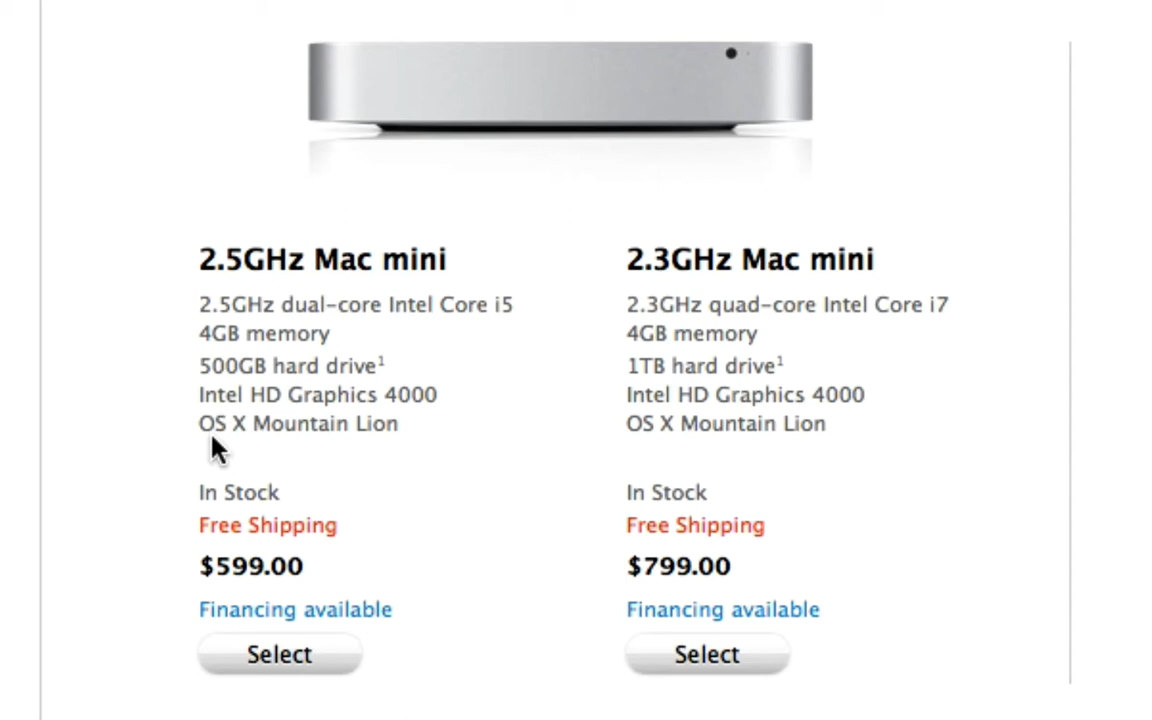 2.5GHz Mac mini
2.5GHz dual-core Intel Core i5
4GB memory
500GB hard drive¹
Intel HD Graphics 4000
OS X Mountain Lion
In Stock
Free Shipping
$599.00
Financing available
Select
2.3GHz Mac mini
2.3GHz quad-core Intel Core i7
4GB memory
1TB hard drive¹
Intel HD Graphics 4000
OS X Mountain Lion
In Stock
Free Shipping
$799.00
Financing available
Select